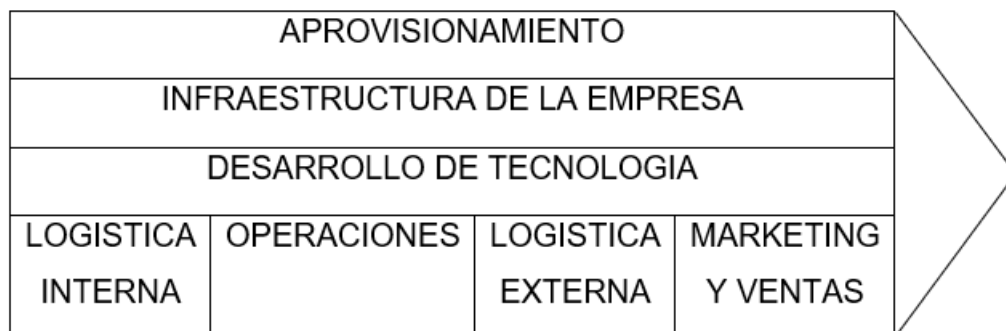 APROVISIONAMIENTO
INFRAESTRUCTURA DE LA EMPRESA
DESARROLLO DE TECNOLOGIA
LOGISTICA
INTERNA
OPERACIONES
LOGISTICA
EXTERNA
MARKETING
Y VENTAS